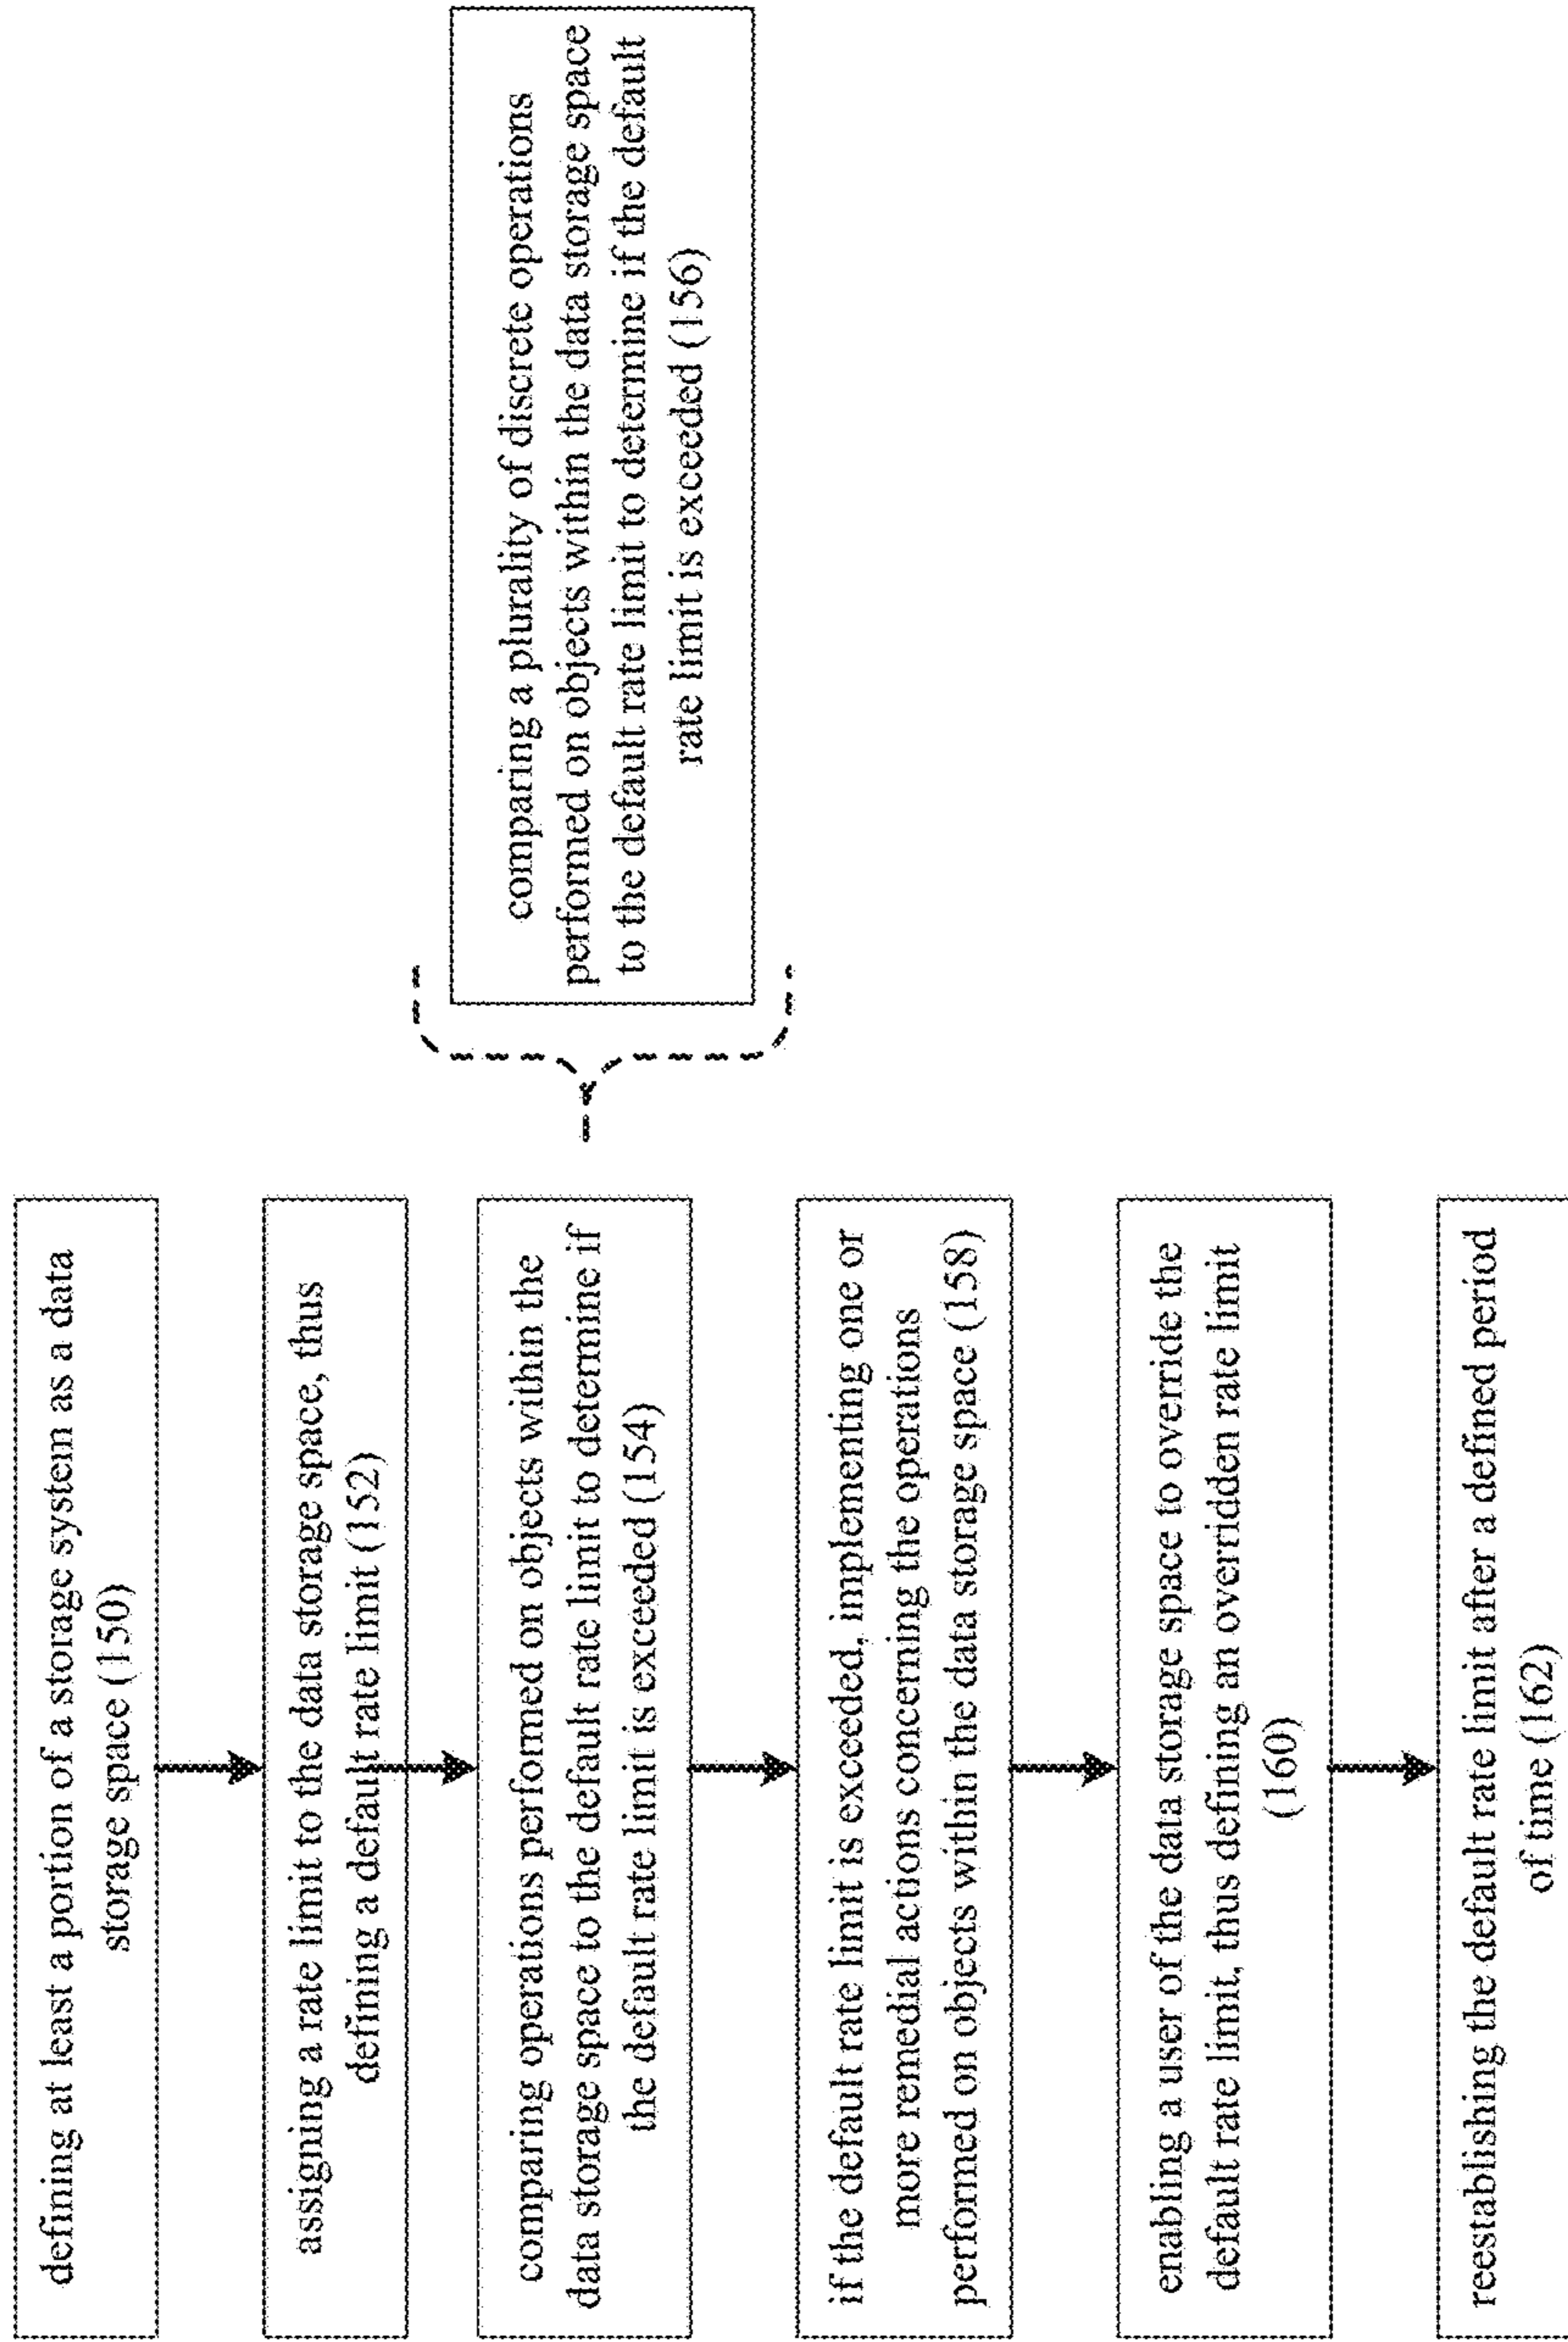 defining at least a portion of a storage system as a data
storage space (150)
assigning a rate limit to the data storage space, thus
defining a default rate limit (152)
comparing operations performed on objects within the
data storage space to the default rate limit to determine if
the default rate limit is exceeded (154)
comparing a plurality of discrete operations
performed on objects within the data storage space
to the default rate limit to determine if the default
rate limit is exceeded (156)
if the default rate limit is exceeded, implementing one or
more remedial actions concerning the operations
performed on objects within the data storage space (158)
enabling a user of the data storage space to override the
default rate limit, thus defining an overridden rate limit
(160)
reestablishing the default rate limit after a defined period
of time (162)